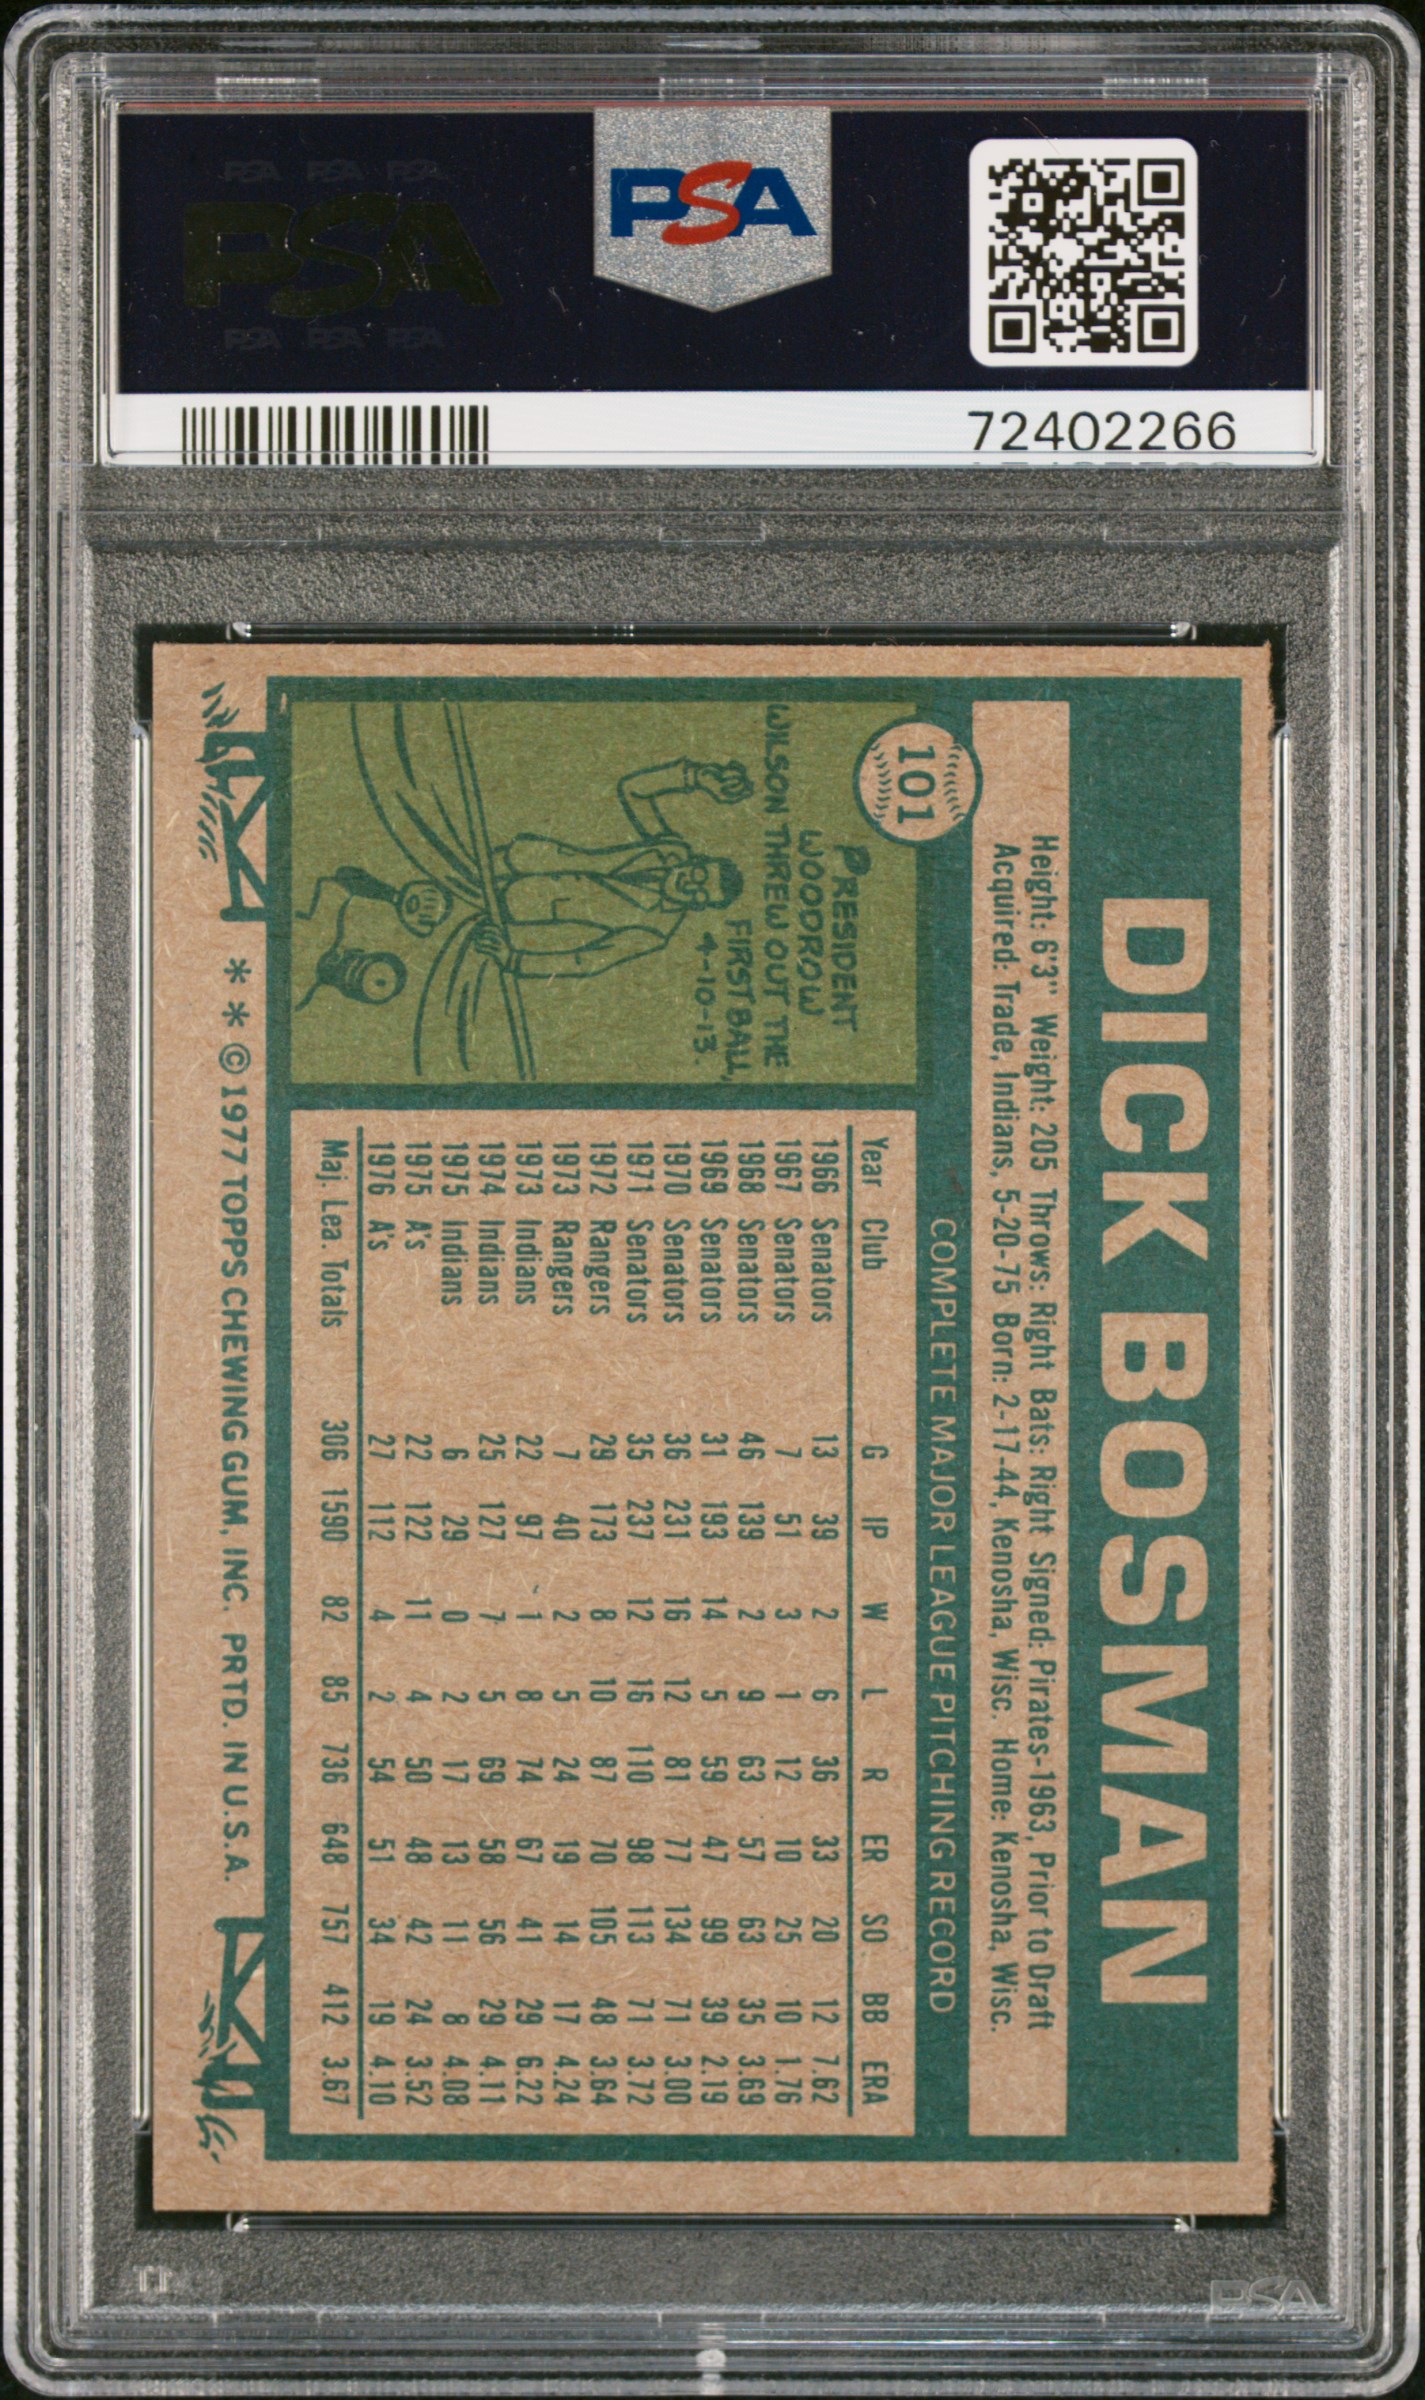 PSA PSA PSA
PSA
PSA PSA PSA
PSA
72402266
DICK BOSMAN
Height: 6'3" Weight: 205 Throws: Right Bats: Right Signed: Pirates-1963, Prior to Draft
Acquired: Trade, Indians, 5-20-75 Born: 2-17-44, Kenosha, Wisc. Home: Kenosha, Wisc.
101
COMPLETE MAJOR LEAGUE PITCHING RECORD
PRESIDENT
WOODROW
WILSON THREW OUT THE
FIRST BALL,
4-10-13.
Year Club G IP W L R ER SO BB ERA
1966 Senators 13 39 2 6 36 33 20 12 7.62
1967 Senators 7 51 3 1 12 10 25 10 1.76
1968 Senators 46 139 2 9 63 57 63 35 3.69
1969 Senators 31 193 14 5 59 47 99 39 2.19
1970 Senators 36 231 16 12 81 77 134 71 3.00
1971 Senators 35 237 12 16 110 98 113 71 3.72
1972 Rangers 29 173 8 10 87 70 105 48 3.64
1973 Rangers 7 40 2 5 24 19 14 17 4.24
1973 Indians 22 97 1 8 74 67 41 29 6.22
1974 Indians 25 127 7 5 69 58 56 29 4.11
1975 Indians 6 29 0 2 17 13 11 8 4.08
1975 A's 22 122 11 4 50 48 42 24 3.52
1976 A's 27 112 4 2 54 51 34 19 4.10
Maj. Lea. Totals 306 1590 82 85 736 648 757 412 3.67
* * © 1977 TOPPS CHEWING GUM, INC. PRTD. IN U.S.A.
PSA